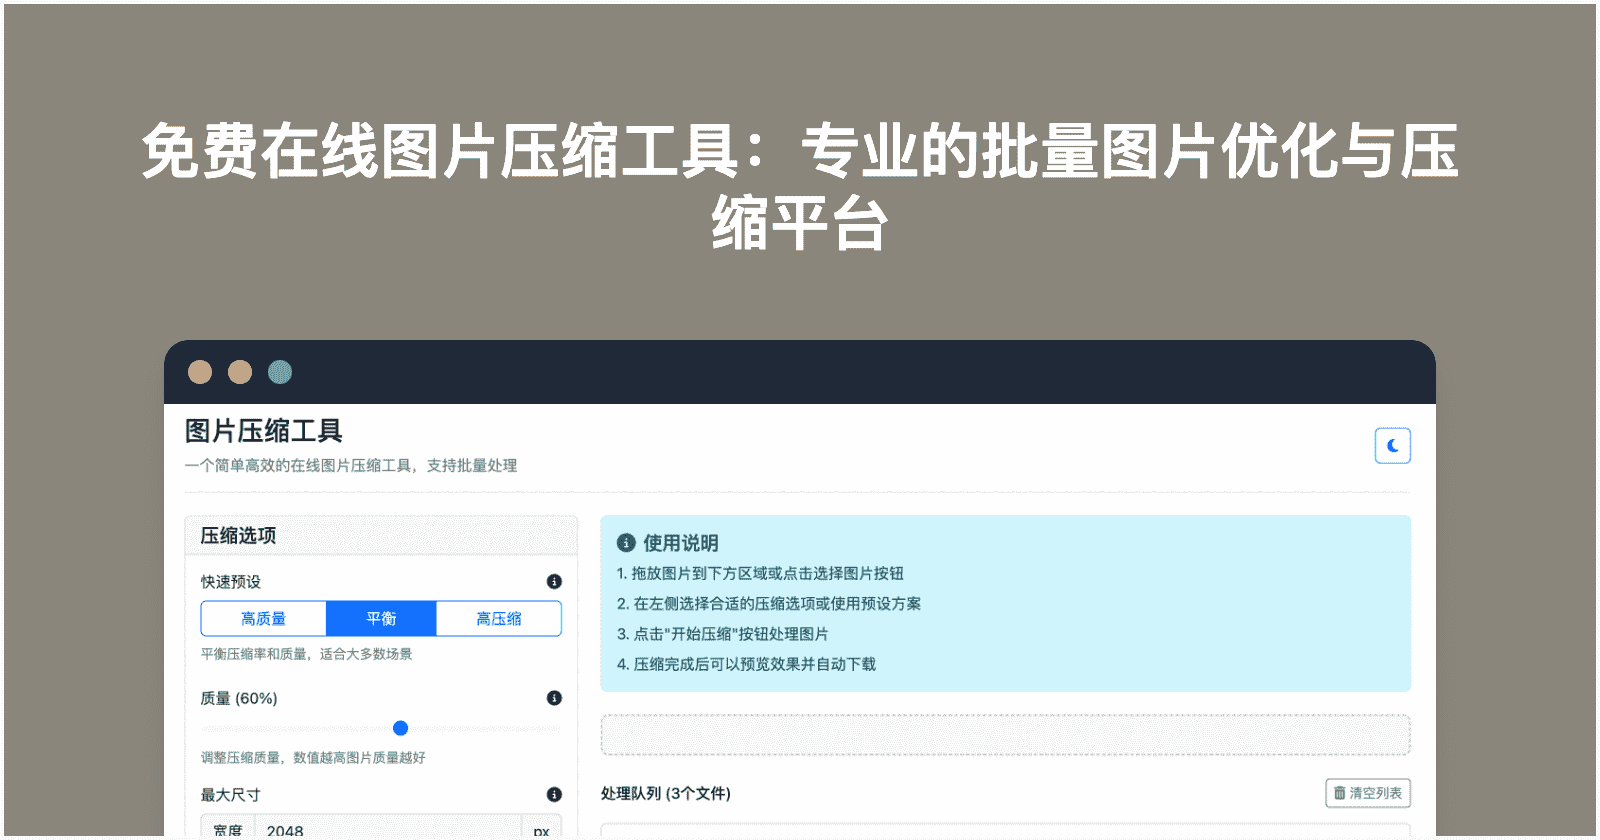 免费在线图片压缩工具：专业的批量图片优化与压
缩平台
图片压缩工具
一个简单高效的在线图片压缩工具，支持批量处理
压缩选项
快速预设
高质量 平衡 高压缩
平衡压缩率和质量，适合大多数场景
质量 (60%)
调整压缩质量，数值越高图片质量越好
最大尺寸
宽度 2048 px
使用说明
1. 拖放图片到下方区域或点击选择图片按钮
2. 在左侧选择合适的压缩选项或使用预设方案
3. 点击"开始压缩"按钮处理图片
4. 压缩完成后可以预览效果并自动下载
处理队列 (3个文件)
清空列表